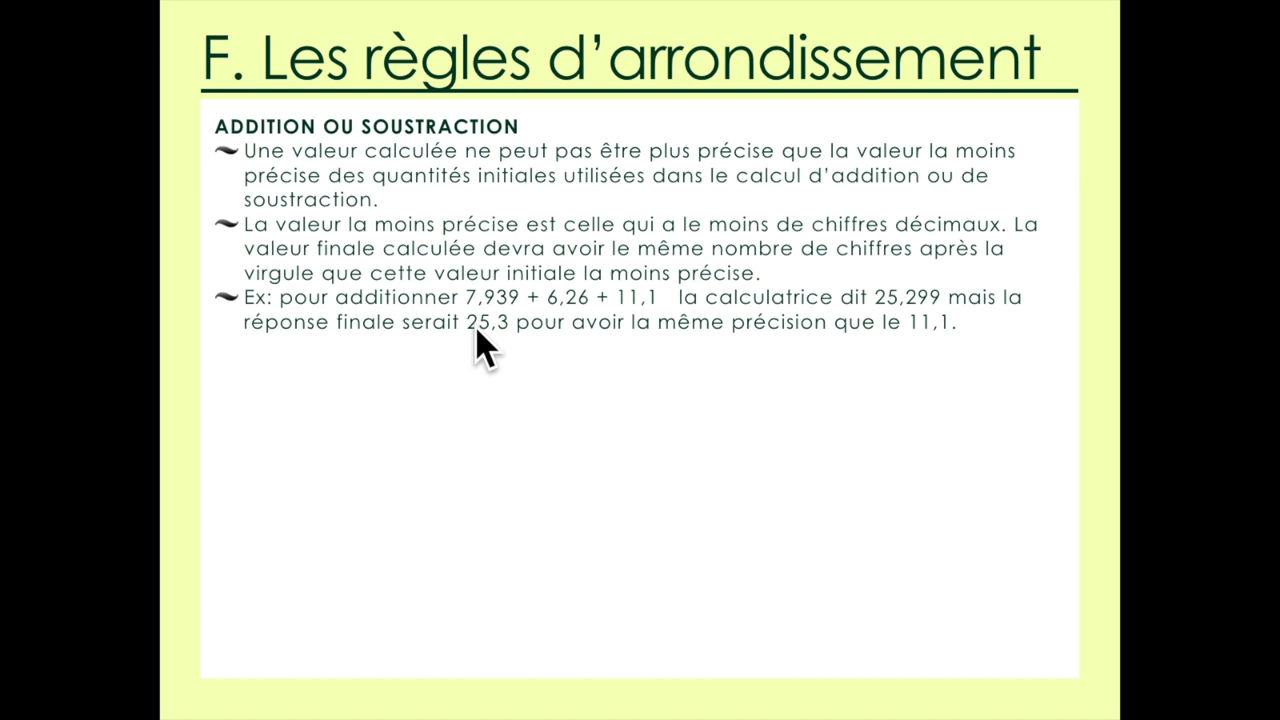 F. Les règles d’arrondissement
ADDITION OU SOUSTRACTION
Une valeur calculée ne peut pas être plus précise que la valeur la moins
précise des quantités initiales utilisées dans le calcul d’addition ou de
soustraction.
La valeur la moins précise est celle qui a le moins de chiffres décimaux. La
valeur finale calculée devra avoir le même nombre de chiffres après la
virgule que cette valeur initiale la moins précise.
Ex: pour additionner 7,939 + 6,26 + 11,1 la calculatrice dit 25,299 mais la
réponse finale serait 25,3 pour avoir la même précision que le 11,1.